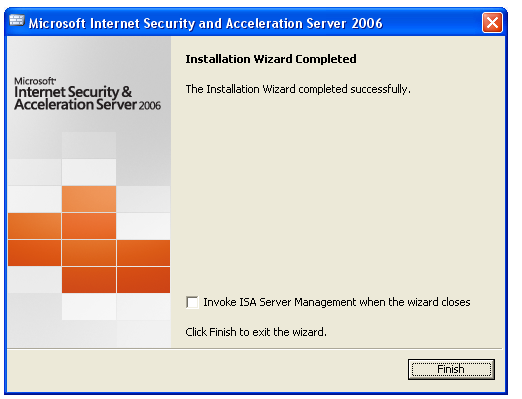 Microsoft Internet Security and Acceleration Server 2006
Microsoft®
Internet Security &
Acceleration Server 2006
Installation Wizard Completed
The Installation Wizard completed successfully.
Invoke ISA Server Management when the wizard closes
Click Finish to exit the wizard.
Finish